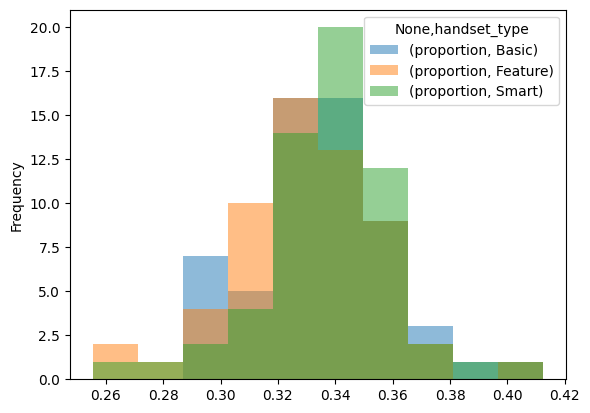 None,handset_type
(proportion, Basic)
(proportion, Feature)
(proportion, Smart)
Frequency
20.0
17.5
15.0
12.5
10.0
7.5
5.0
2.5
0.0
0.26 0.28 0.30 0.32 0.34 0.36 0.38 0.40 0.42